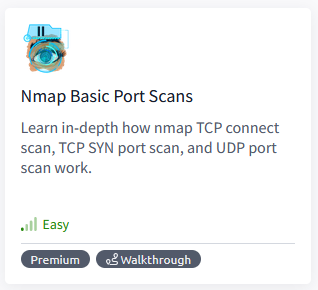 Nmap Basic Port Scans
Learn in-depth how nmap TCP connect
scan, TCP SYN port scan, and UDP port
scan work.
Easy
Premium
Walkthrough